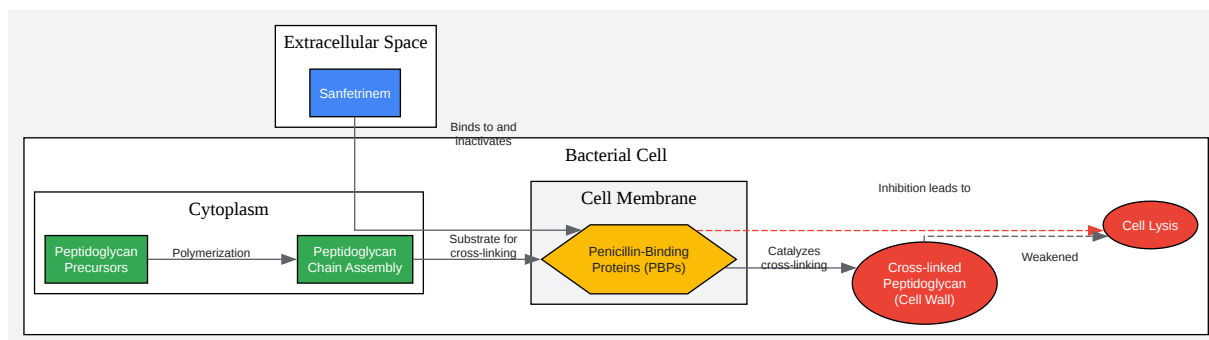 Extracellular Space
Sanfetrinem
Binds to and
inactivates
Bacterial Cell
Cytoplasm
Peptidoglycan
Precursors
Polymerization
Peptidoglycan
Chain Assembly
Substrate for
cross-linking
Cell Membrane
Penicillin-Binding
Proteins (PBPs)
Catalyzes
cross-linking
Cross-linked
Peptidoglycan
(Cell Wall)
Inhibition leads to
Weakened
Cell Lysis